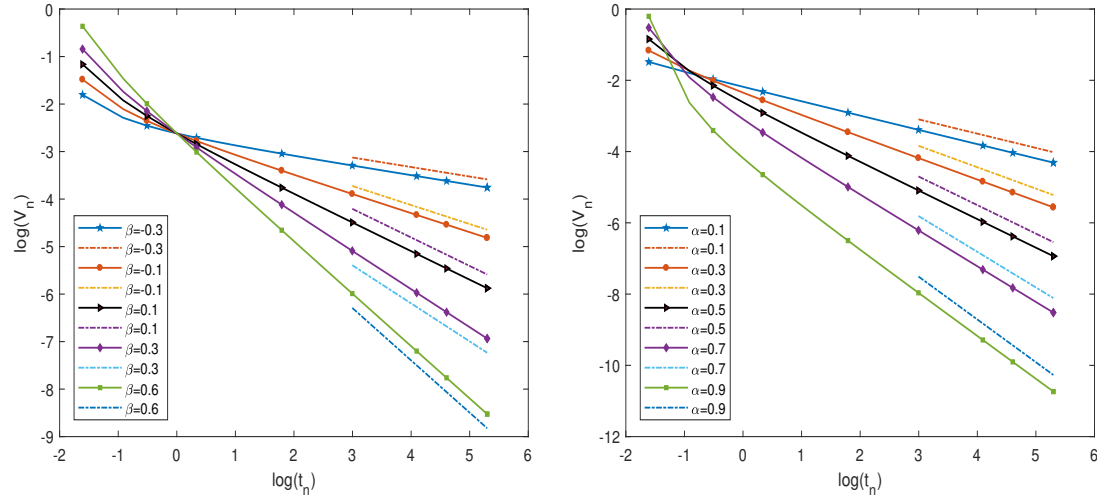 0
-1
-2
-3
-4
-5
-6
-7
-8
-9
log(V_n)
β=-0.3
β=-0.3
β=-0.1
β=-0.1
β=0.1
β=0.1
β=0.3
β=0.3
β=0.6
β=0.6
-2 -1 0 1 2 3 4 5 6
log(t_n)
0
-2
-4
-6
-8
-10
-12
log(V_n)
α=0.1
α=0.1
α=0.3
α=0.3
α=0.5
α=0.5
α=0.7
α=0.7
α=0.9
α=0.9
-2 -1 0 1 2 3 4 5 6
log(t_n)